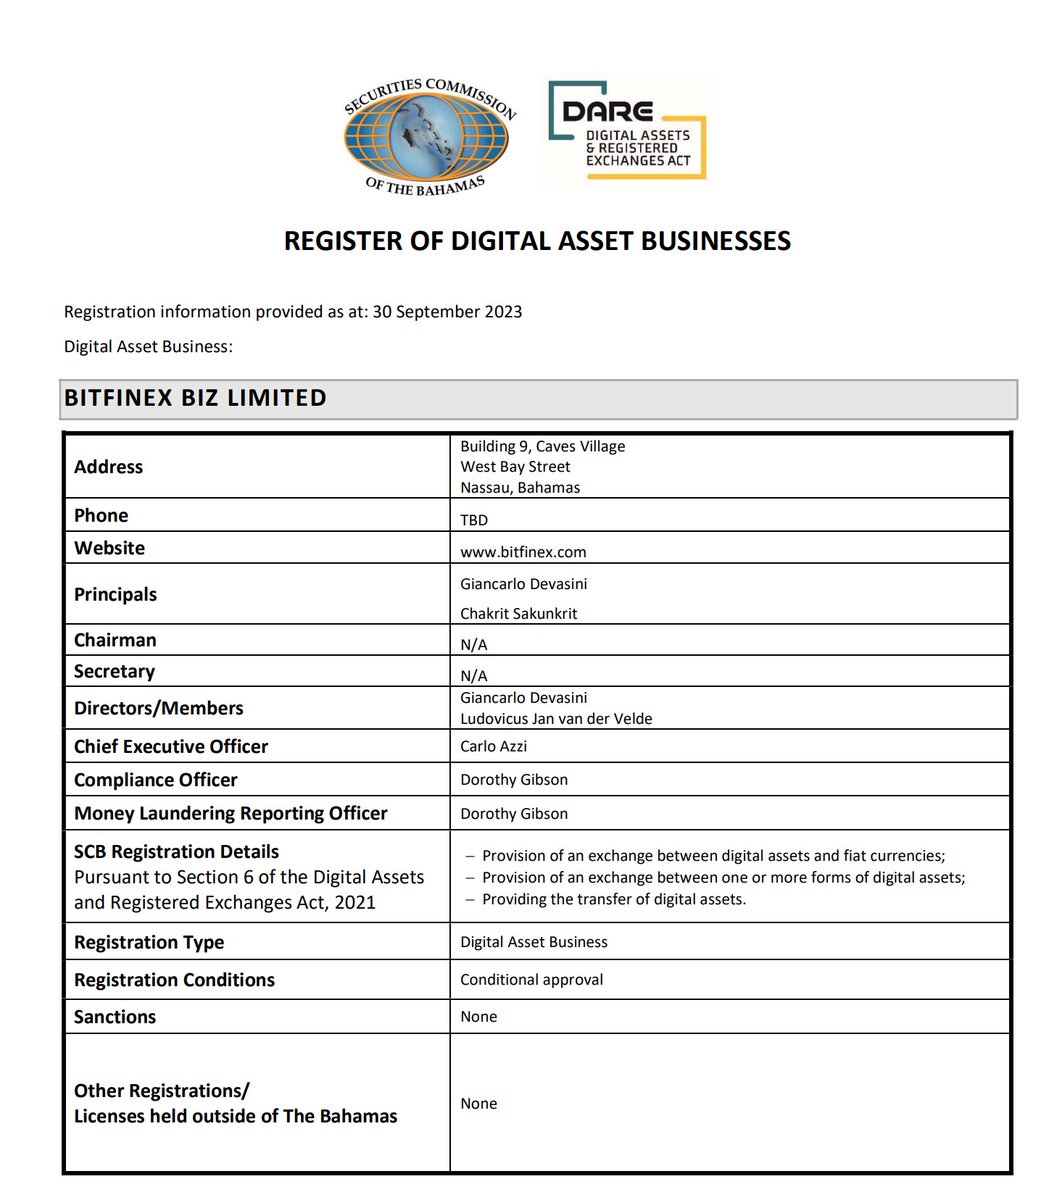 SECURITIES COMMISSION
OF THE BAHAMAS
DARE
DIGITAL ASSETS
& REGISTERED
EXCHANGES ACT
REGISTER OF DIGITAL ASSET BUSINESSES
Registration information provided as at: 30 September 2023
Digital Asset Business:
BITFINEX BIZ LIMITED
Address
Building 9, Caves Village
West Bay Street
Nassau, Bahamas
Phone
TBD
Website
www.bitfinex.com
Principals
Giancarlo Devasini
Chakrit Sakunkrit
Chairman
N/A
Secretary
N/A
Directors/Members
Giancarlo Devasini
Ludovicus Jan van der Velde
Chief Executive Officer
Carlo Azzi
Compliance Officer
Dorothy Gibson
Money Laundering Reporting Officer
Dorothy Gibson
SCB Registration Details
Pursuant to Section 6 of the Digital Assets
and Registered Exchanges Act, 2021
– Provision of an exchange between digital assets and fiat currencies;
– Provision of an exchange between one or more forms of digital assets;
– Providing the transfer of digital assets.
Registration Type
Digital Asset Business
Registration Conditions
Conditional approval
Sanctions
None
Other Registrations/
Licenses held outside of The Bahamas
None